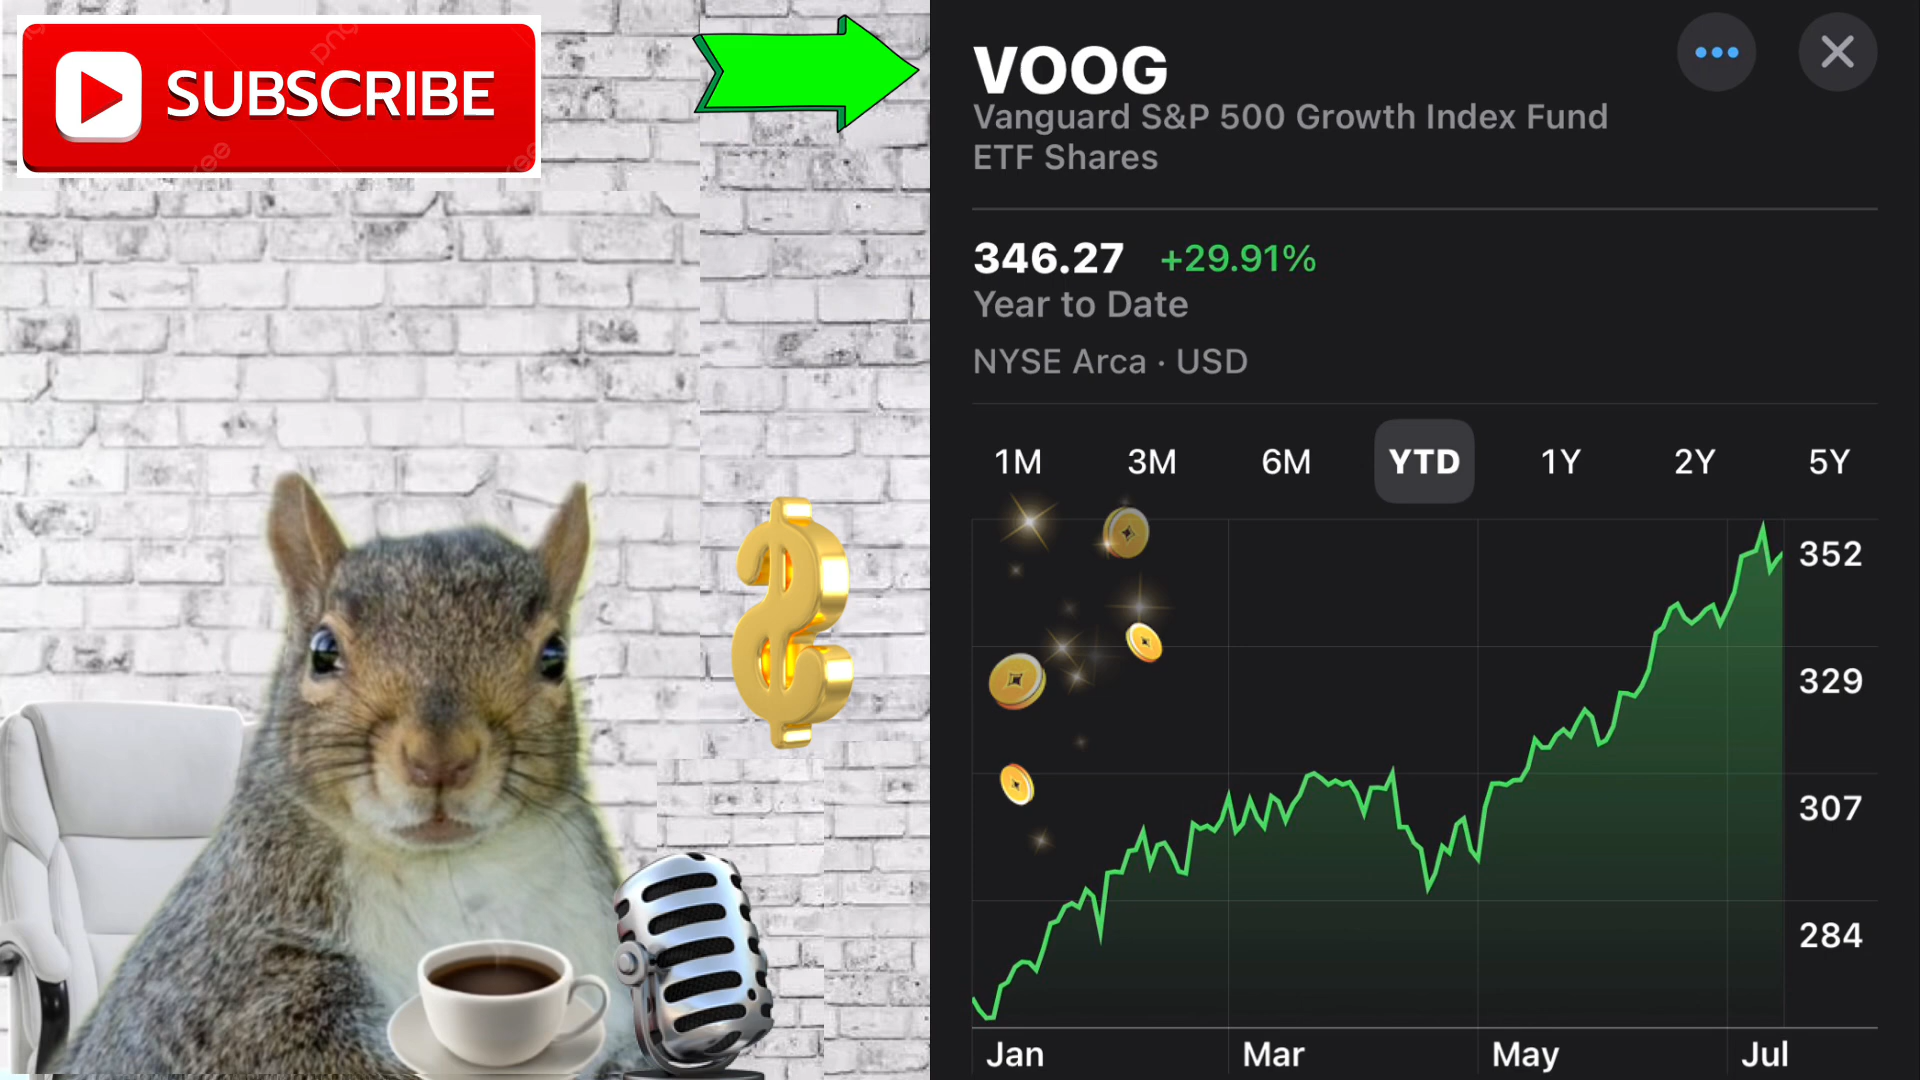 SUBSCRIBE
VOOG
Vanguard S&P 500 Growth Index Fund
ETF Shares
346.27 +29.91%
Year to Date
NYSE Arca · USD
1M 3M 6M YTD 1Y 2Y 5Y
352
329
307
284
Jan Mar May Jul